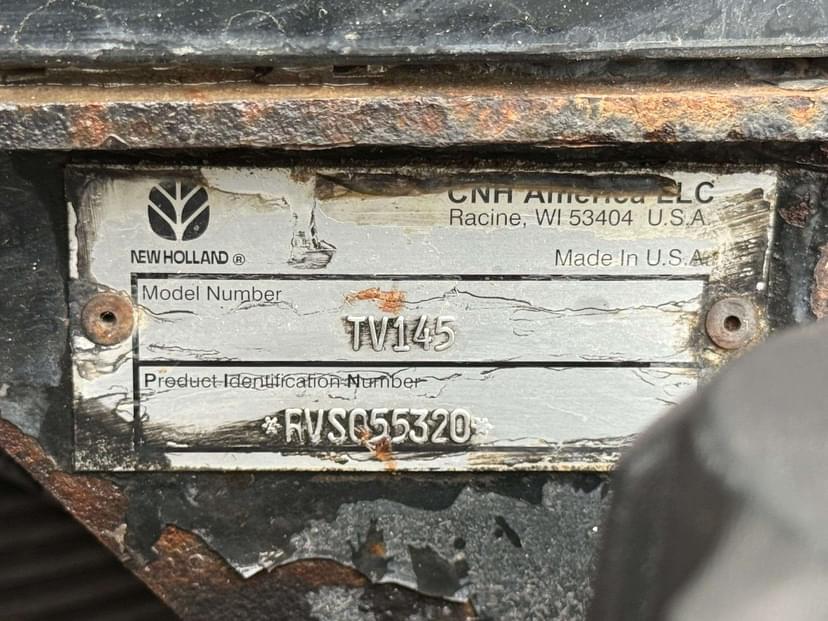 CNH America LLC
Racine, WI 53404 U.S.A.
NEW HOLLAND ®
Made In U.S.A.
Model Number
TV145
Product Identification Number
*RVS055320*